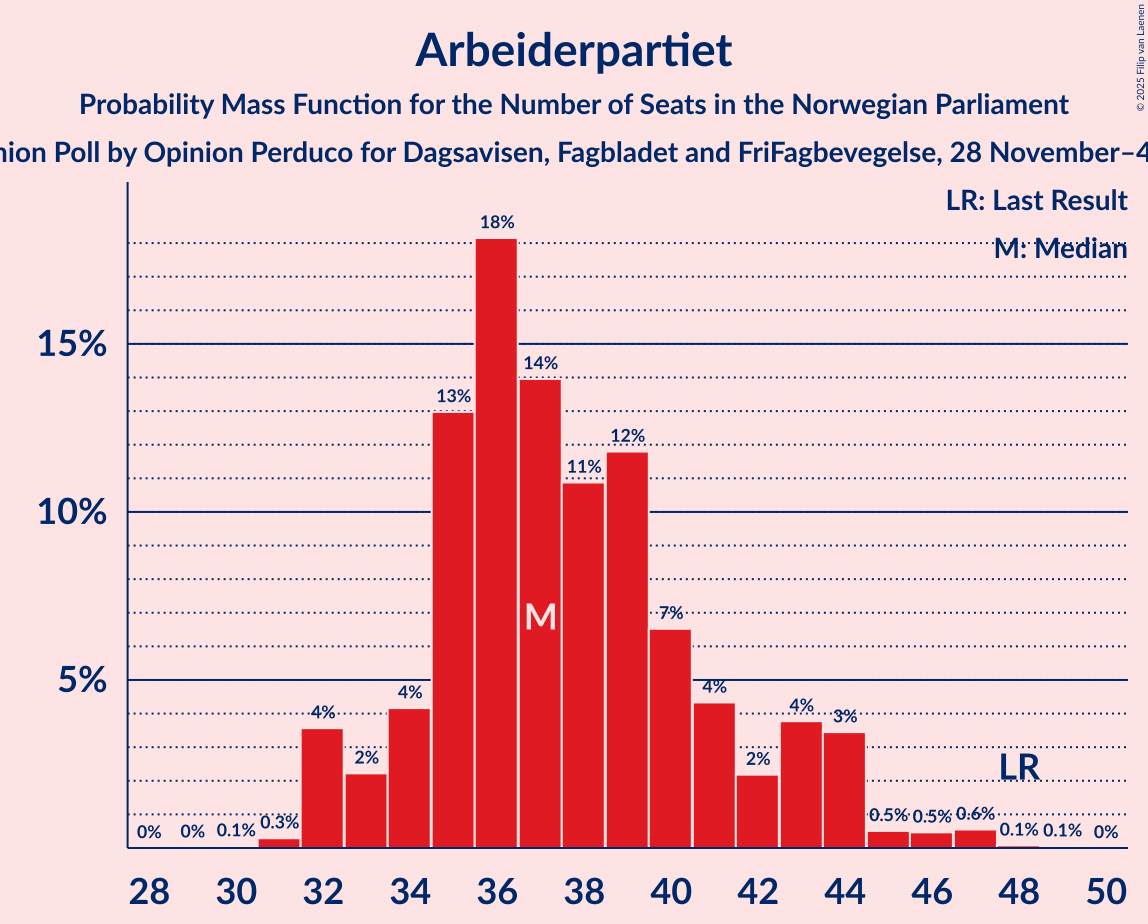 Arbeiderpartiet
© 2025 Filip van Laenen
Probability Mass Function for the Number of Seats in the Norwegian Parliament
Poll by Opinion Perduco for Dagsavisen, Fagbladet and FriFagbevegelse, 28 November–4
LR: Last Result
M: Median
18%
15%
14%
13%
12%
11%
10%
M
7%
5%
4%
4%
4%
4%
3%
2%
2%
LR
0%
0%
0.1%
0.3%
0.5%
0.5%
0.6%
0.1%
0.1%
0%
28 30 32 34 36 38 40 42 44 46 48 50